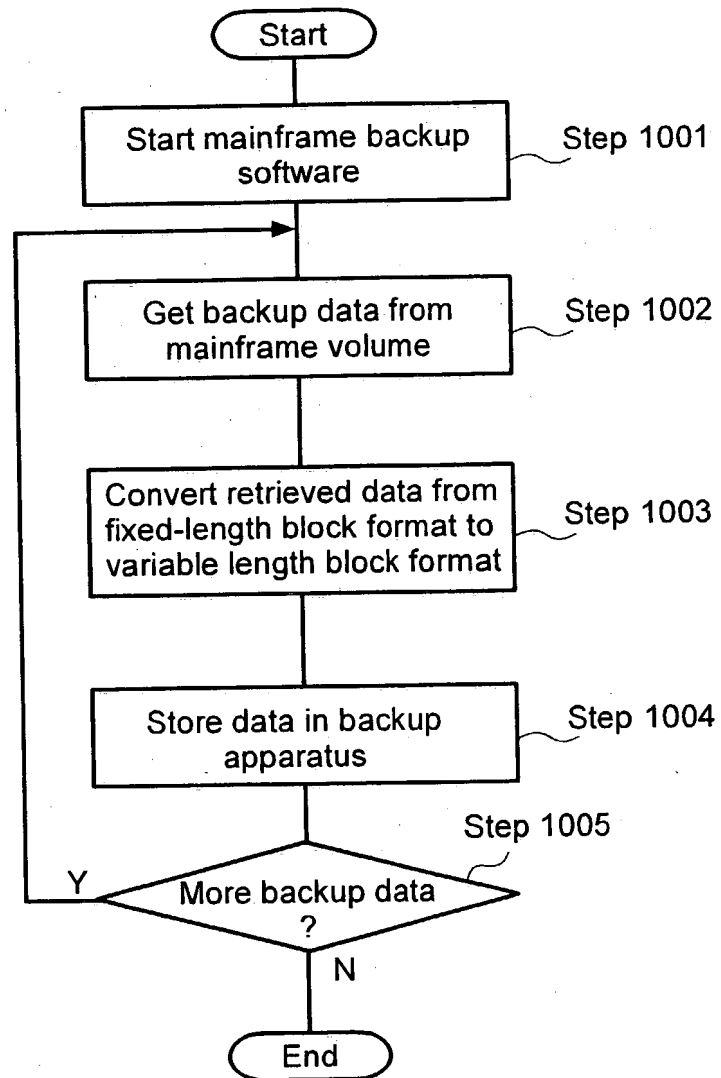 Start
Start mainframe backup
software
Step 1001
Get backup data from
mainframe volume
Step 1002
Convert retrieved data from
fixed-length block format to
variable length block format
Step 1003
Store data in backup
apparatus
Step 1004
Step 1005
Y
More backup data
?
N
End